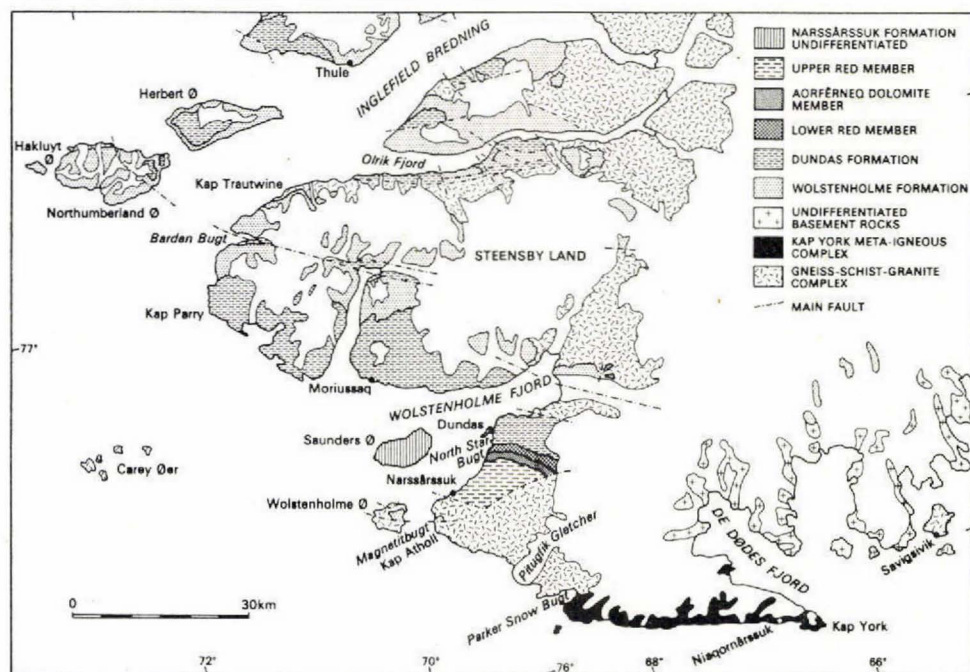 Thule
INGLEFIELD BREDNING
Herbert Ø
Hakluyt
Ø
Northumberland Ø
Olrik Fjord
Kap Trautwine
Bardan Bugt
STEENSBY LAND
Kap Parry
77°
Moriussaq
WOLSTENHOLME FJORD
Dundas
Saunders Ø
North Star
Bugt
Carey Øer
Narssârssuk
Wolstenholme Ø
Magnetitbugt
Kap Atholl
Pitugfik Gletcher
DE DØDES FJORD
Savigsivik
0
30km
Parker Snow Bugt
Kap York
Nisqornârssuk
72°
70°
76°
68°
66°
NARSSÂRSSUK FORMATION
UNDIFFERENTIATED
UPPER RED MEMBER
AORFÊRNEQ DOLOMITE
MEMBER
LOWER RED MEMBER
DUNDAS FORMATION
WOLSTENHOLME FORMATION
UNDIFFERENTIATED
BASEMENT ROCKS
KAP YORK META-IGNEOUS
COMPLEX
GNEISS-SCHIST-GRANITE
COMPLEX
MAIN FAULT